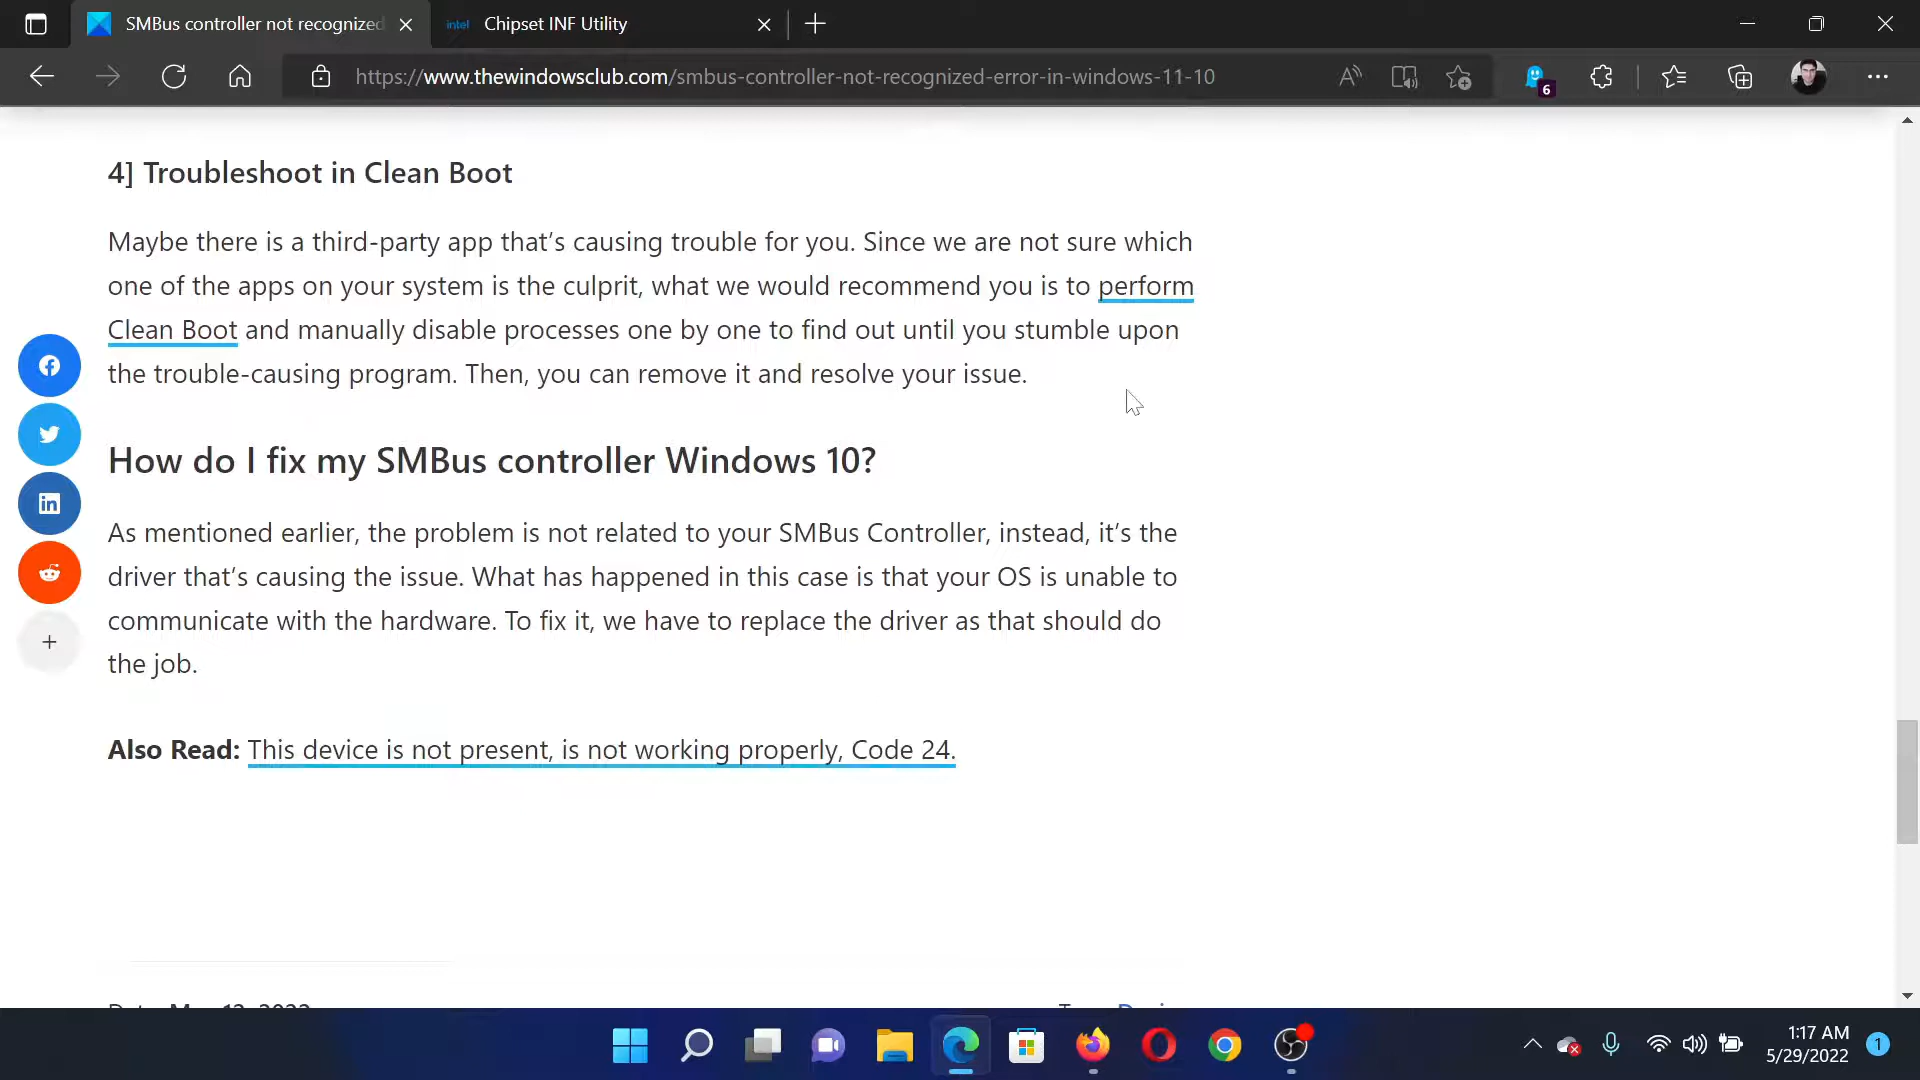 SMBus controller not recognized
intel Chipset INF Utility
https://www.thewindowsclub.com/smbus-controller-not-recognized-error-in-windows-11-10
6
4] Troubleshoot in Clean Boot
Maybe there is a third-party app that’s causing trouble for you. Since we are not sure which
one of the apps on your system is the culprit, what we would recommend you is to perform
Clean Boot and manually disable processes one by one to find out until you stumble upon
the trouble-causing program. Then, you can remove it and resolve your issue.
How do I fix my SMBus controller Windows 10?
As mentioned earlier, the problem is not related to your SMBus Controller, instead, it’s the
driver that’s causing the issue. What has happened in this case is that your OS is unable to
communicate with the hardware. To fix it, we have to replace the driver as that should do
the job.
Also Read: This device is not present, is not working properly, Code 24.
1:17 AM
5/29/2022
1